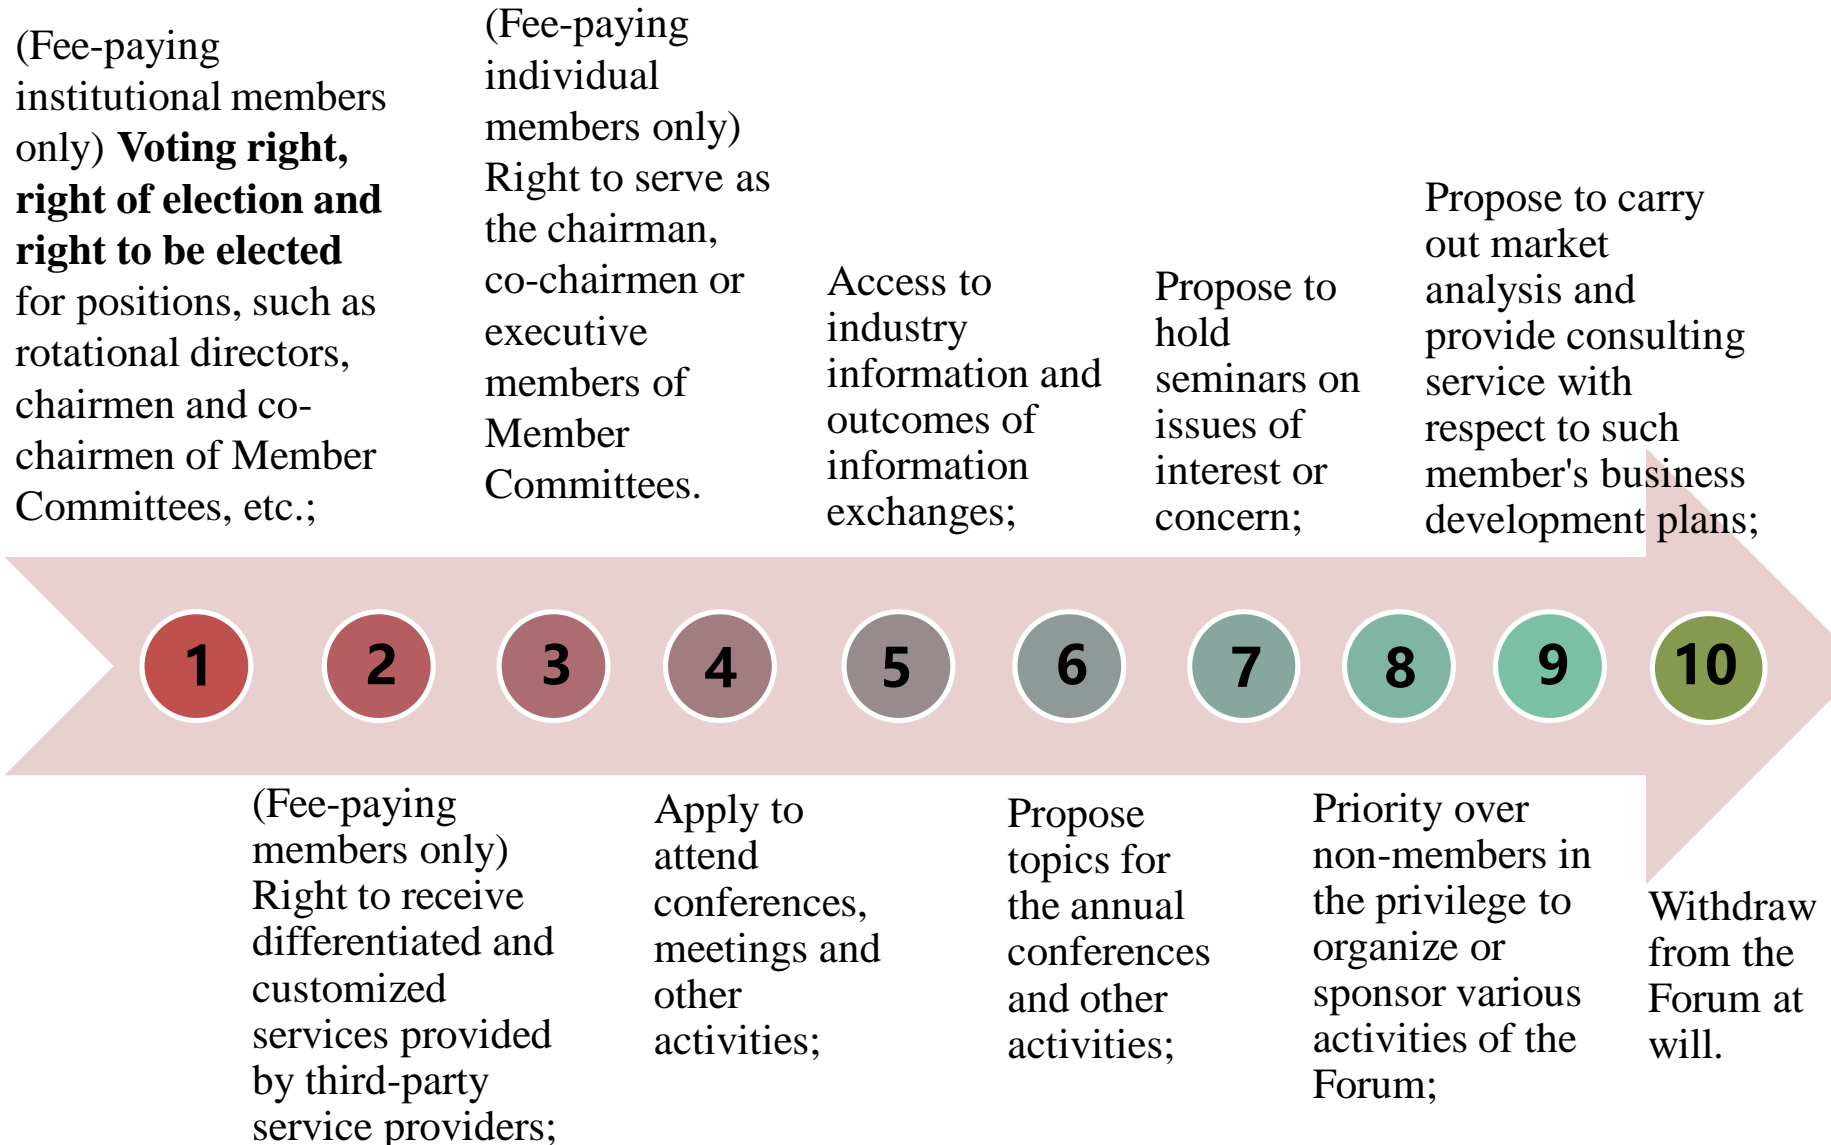 (Fee-paying
institutional members
only) Voting right,
right of election and
right to be elected
for positions, such as
rotational directors,
chairmen and co-
chairmen of Member
Committees, etc.;
(Fee-paying
individual
members only)
Right to serve as
the chairman,
co-chairmen or
executive
members of
Member
Committees.
Access to
industry
information and
outcomes of
information
exchanges;
Propose to
hold
seminars on
issues of
interest or
concern;
Propose to carry
out market
analysis and
provide consulting
service with
respect to such
member's business
development plans;
1
2
3
4
5
6
7
8
9
10
(Fee-paying
members only)
Right to receive
differentiated and
customized
services provided
by third-party
service providers;
Apply to
attend
conferences,
meetings and
other
activities;
Propose
topics for
the annual
conferences
and other
activities;
Priority over
non-members in
the privilege to
organize or
sponsor various
activities of the
Forum;
Withdraw
from the
Forum at
will.